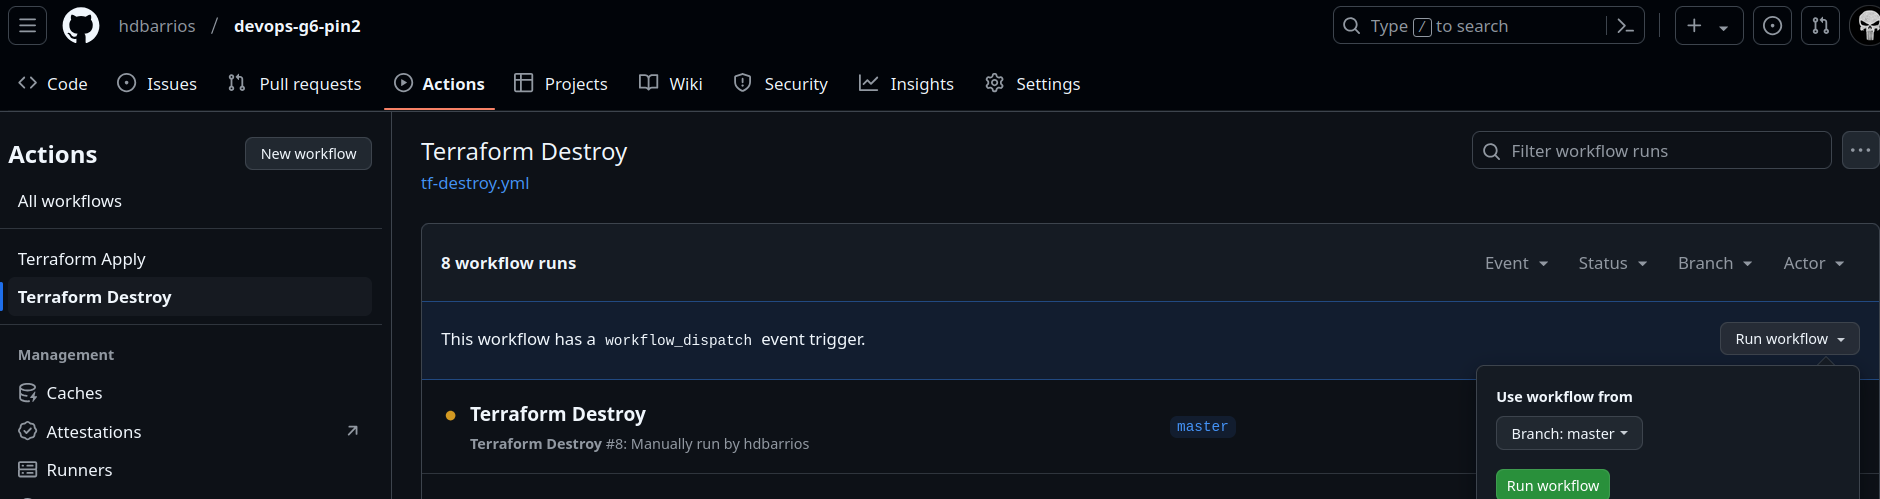 hdbarrios / devops-g6-pin2
Type / to search
Code Issues Pull requests Actions Projects Wiki Security Insights Settings
Actions
New workflow
All workflows
Terraform Apply
Terraform Destroy
Management
Caches
Attestations
Runners
Terraform Destroy
tf-destroy.yml
Filter workflow runs
8 workflow runs
Event Status Branch Actor
This workflow has a workflow_dispatch event trigger.
Run workflow
Terraform Destroy
Terraform Destroy #8: Manually run by hdbarrios
master
Use workflow from
Branch: master
Run workflow